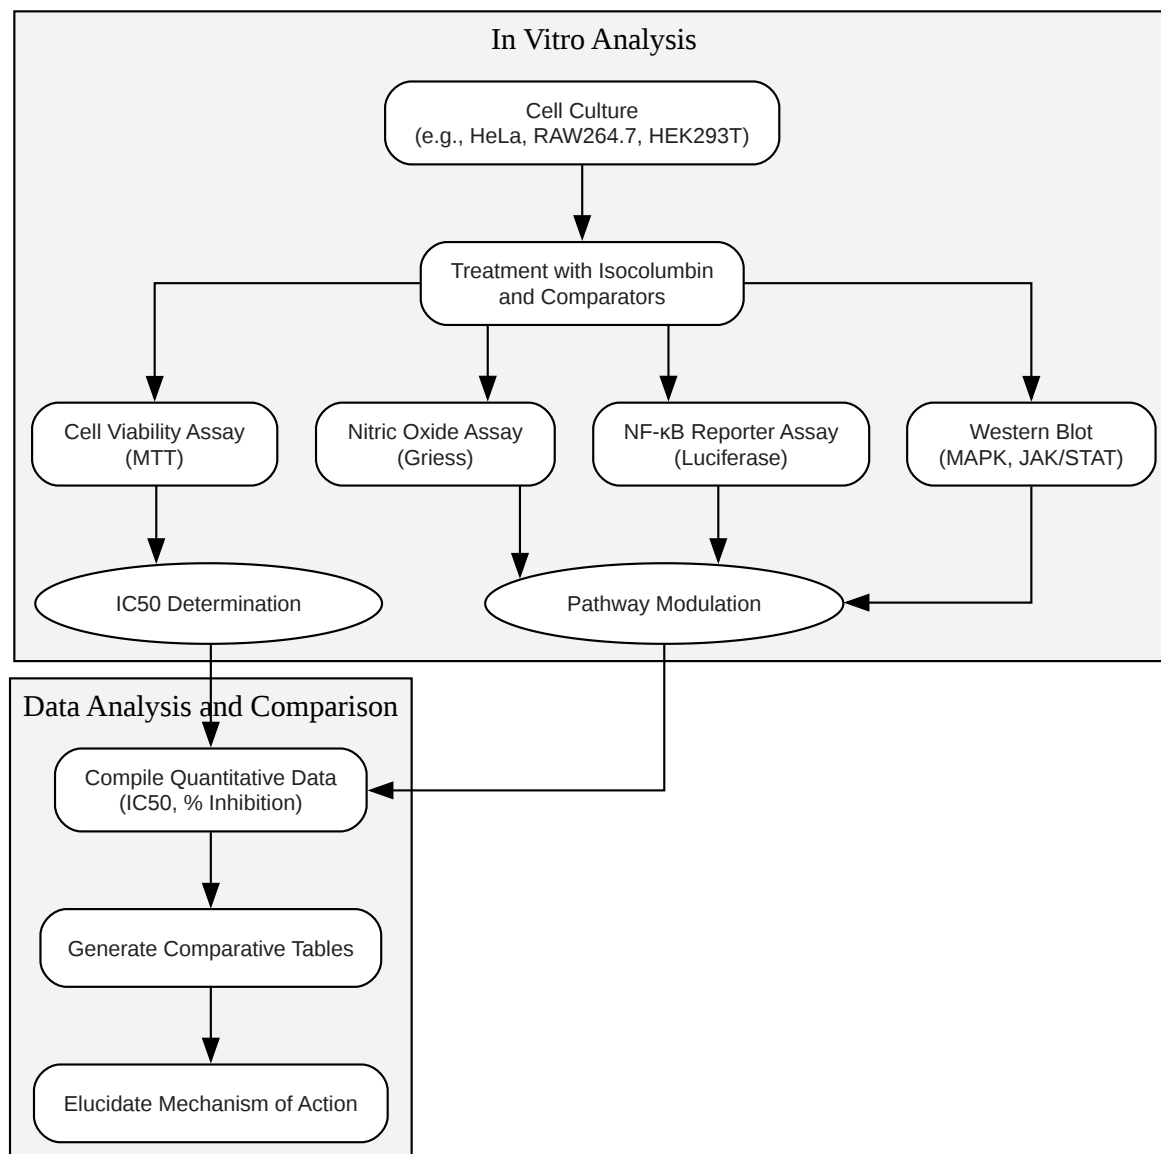 In Vitro Analysis
Cell Culture
(e.g., HeLa, RAW264.7, HEK293T)
Treatment with Isocolumbin
and Comparators
Cell Viability Assay
(MTT)
Nitric Oxide Assay
(Griess)
NF-κB Reporter Assay
(Luciferase)
Western Blot
(MAPK, JAK/STAT)
IC50 Determination
Pathway Modulation
Data Analysis and Comparison
Compile Quantitative Data
(IC50, % Inhibition)
Generate Comparative Tables
Elucidate Mechanism of Action